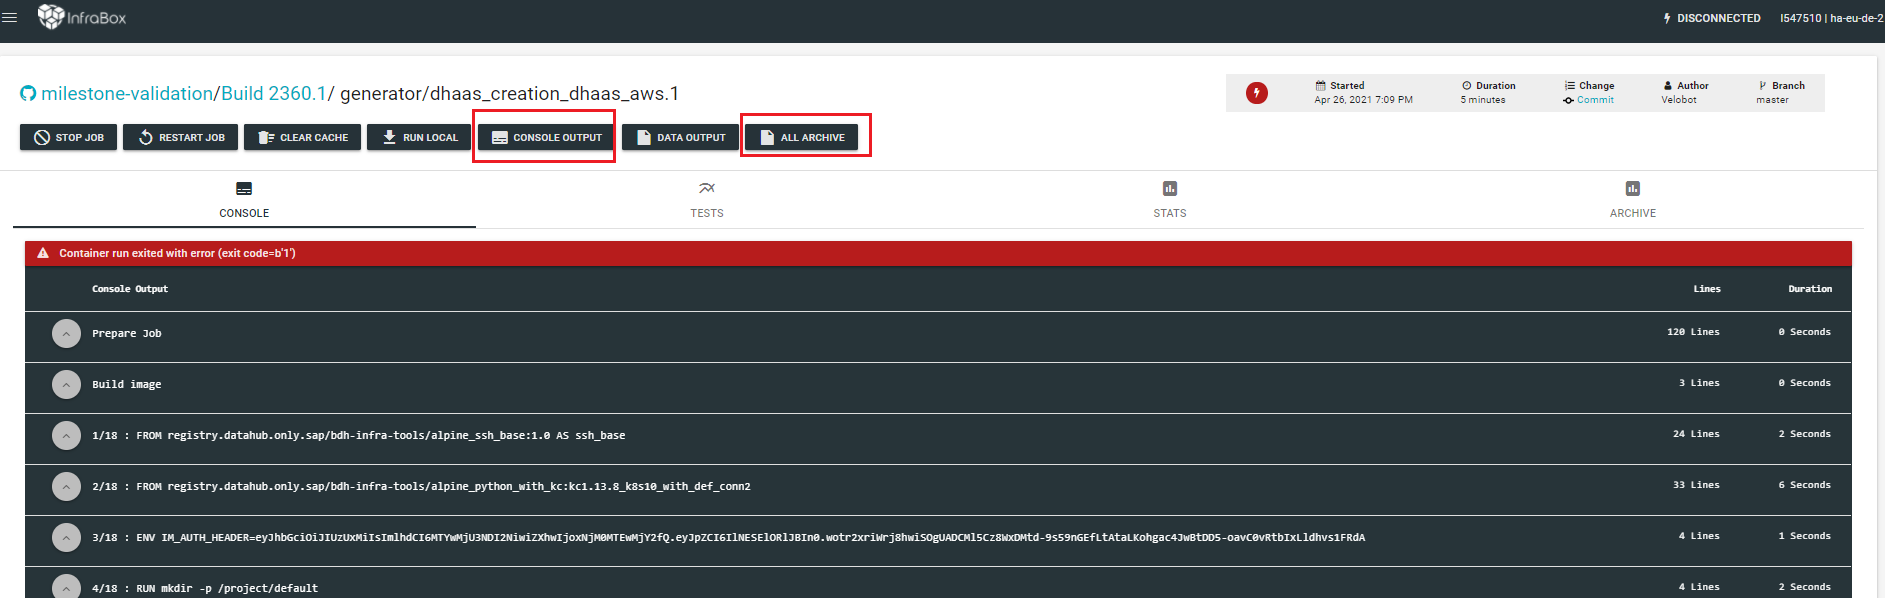 InfraBox
DISCONNECTED I547510 | ha-eu-de-2
milestone-validation/Build 2360.1/ generator/dhaas_creation_dhaas_aws.1
Started Duration Change Author Branch
Apr 26, 2021 7:09 PM 5 minutes Commit Velobot master
STOP JOB RESTART JOB CLEAR CACHE RUN LOCAL CONSOLE OUTPUT DATA OUTPUT ALL ARCHIVE
CONSOLE TESTS STATS ARCHIVE
Container run exited with error (exit code=b'1')
Console Output Lines Duration
Prepare Job 120 Lines 0 Seconds
Build image 3 Lines 0 Seconds
1/18 : FROM registry.datahub.only.sap/bdh-infra-tools/alpine_ssh_base:1.0 AS ssh_base 24 Lines 2 Seconds
2/18 : FROM registry.datahub.only.sap/bdh-infra-tools/alpine_python_with_kc:kc1.13.8_k8s10_with_def_conn2 33 Lines 6 Seconds
3/18 : ENV 4 Lines 1 Seconds
4/18 : RUN mkdir -p /project/default 4 Lines 2 Seconds